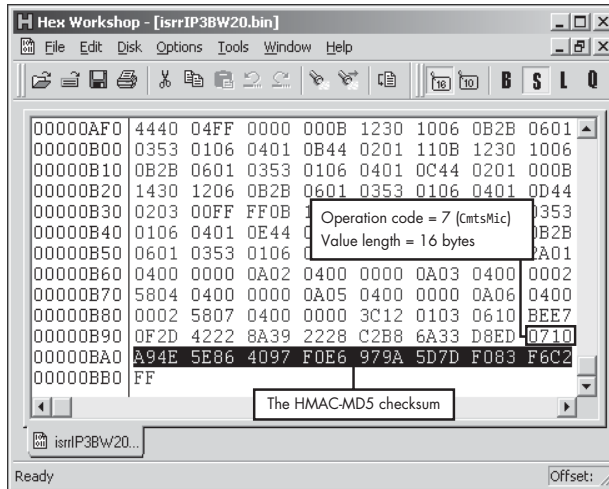 Hex Workshop - [isrrIP3BW20.bin]
File Edit Disk Options Tools Window Help
16 10 B S L Q
00000AF0 4440 04FF 0000 000B 1230 1006 0B2B 0601
00000B00 0353 0106 0401 0B44 0201 110B 1230 1006
00000B10 0B2B 0601 0353 0106 0401 0C44 0201 000B
00000B20 1430 1206 0B2B 0601 0353 0106 0401 0D44
00000B30 0203 00FF FF0B
Operation code = 7 (CmtsMic)
Value length = 16 bytes
00000B40 0106 0401 0E44
00000B50 0601 0353 0106
00000B60 0400 0000 0A02 0400 0000 0A03 0400 0002
00000B70 5804 0400 0000 0A05 0400 0000 0A06 0400
00000B80 0002 5807 0400 0000 3C12 0103 0610 BEE7
00000B90 0F2D 4222 8A39 2228 C2B8 6A33 D8ED 0710
00000BA0 A94E 5E86 4097 F0E6 979A 5D7D F083 F6C2
00000BB0 FF
The HMAC-MD5 checksum
isrrIP3BW20...
Ready Offset: